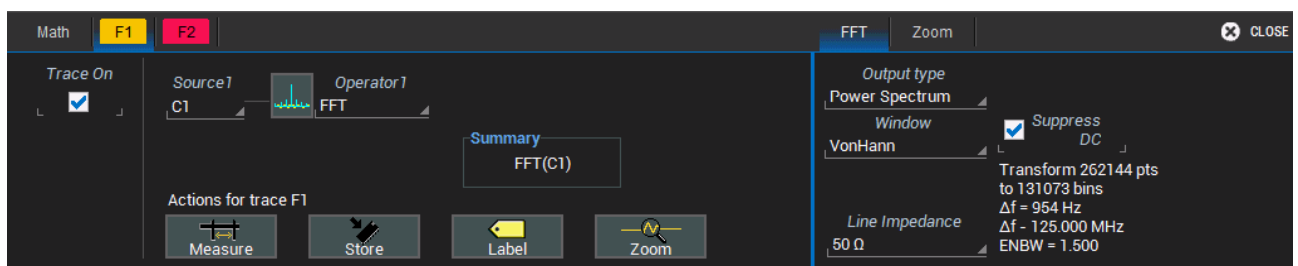 Math F1 F2 FFT Zoom CLOSE
Trace On
Source1 Operator1
C1 FFT
Summary
FFT(C1)
Actions for trace F1
Measure Store Label Zoom
Output type
Power Spectrum
Window
VonHann
Suppress
DC
Transform 262144 pts
to 131073 bins
Δf = 954 Hz
Δf - 125.000 MHz
ENBW = 1.500
Line Impedance
50 Ω